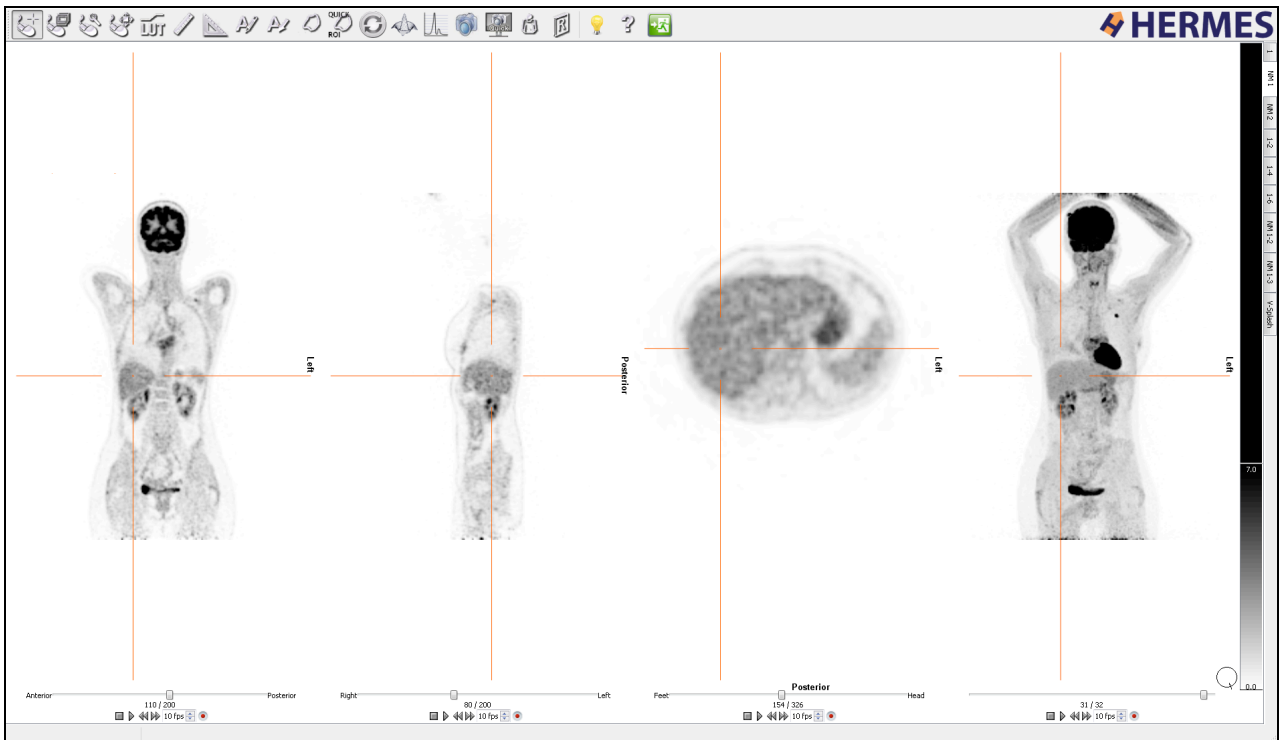 LUT
QUICK
ROI
?
HERMES
1
NM 1
NM 2
1-2
1-4
1-6
NM 1-2
NM 1-3
V-Splash
Left
Posterior
Left
Left
7.0
0.0
Anterior
Posterior
110 / 200
10 fps
Right
Left
80 / 200
10 fps
Posterior
Feet
Head
154 / 326
10 fps
31 / 32
10 fps